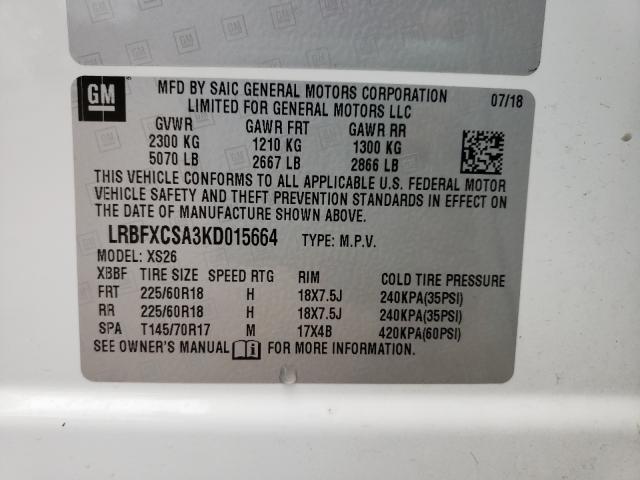 GM
MFD BY SAIC GENERAL MOTORS CORPORATION
LIMITED FOR GENERAL MOTORS LLC
07/18
GVWR GAWR FRT GAWR RR
2300 KG 1210 KG 1300 KG
5070 LB 2667 LB 2866 LB
THIS VEHICLE CONFORMS TO ALL APPLICABLE U.S. FEDERAL MOTOR
VEHICLE SAFETY AND THEFT PREVENTION STANDARDS IN EFFECT ON
DATE OF MANUFACTURE SHOWN ABOVE.
LRBFXCSA3KD015664 TYPE: M.P.V.
MODEL: XS26
XBBF TIRE SIZE SPEED RTG RIM COLD TIRE PRESSURE
FRT 225/60R18 H 18X7.5J 240KPA(35PSI)
RR 225/60R18 H 18X7.5J 240KPA(35PSI)
SPA T145/70R17 M 17X4B 420KPA(60PSI)
SEE OWNER'S MANUAL FOR MORE INFORMATION.